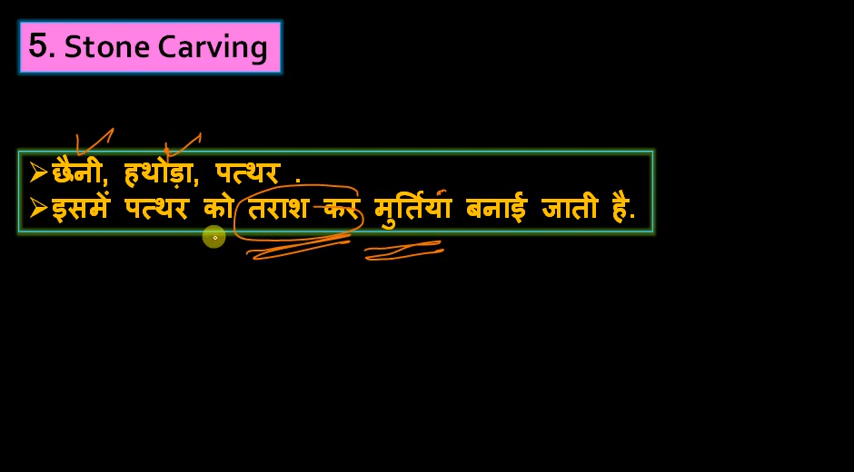 5. Stone Carving
➢छैनी, हथोड़ा, पत्थर .
➢इसमें पत्थर को तराश कर मुर्तिया बनाई जाती है.